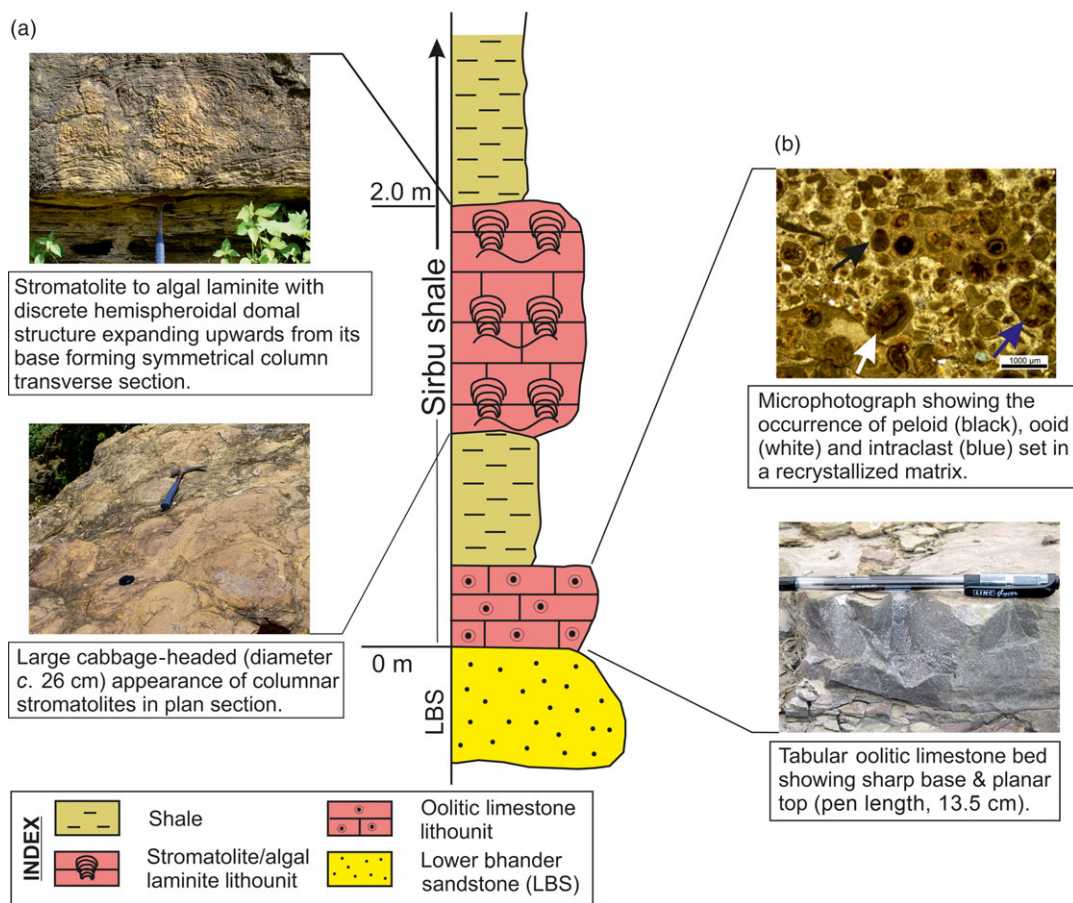 (a)
Stromatolite to algal laminite with
discrete hemispheroidal domal
structure expanding upwards from its
base forming symmetrical column
transverse section.
Large cabbage-headed (diameter
c. 26 cm) appearance of columnar
stromatolites in plan section.
2.0 m
Sirbu shale
0 m
LBS
(b)
1000 µm
Microphotograph showing the
occurrence of peloid (black), ooid
(white) and intraclast (blue) set in
a recrystallized matrix.
LINC
Tabular oolitic limestone bed
showing sharp base & planar
top (pen length, 13.5 cm).
INDEX
Shale
Stromatolite/algal
laminite lithounit
Oolitic limestone
lithounit
Lower bhander
sandstone (LBS)